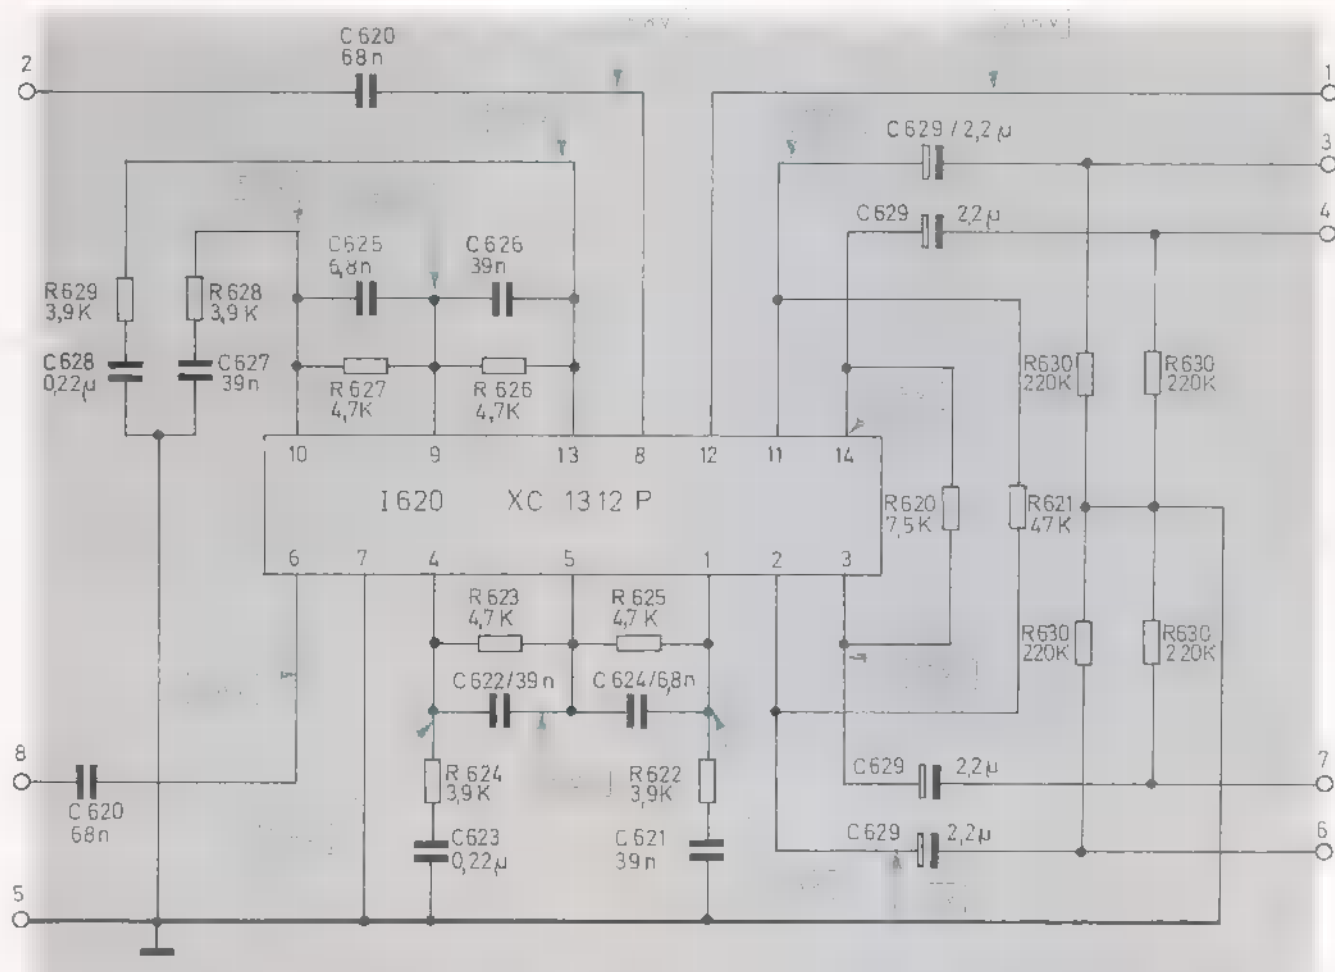 2
C620
68n
1
C629/2,2µ
3
C629
2,2µ
4
C625
6,8n
C626
39n
R629
3,9K
R628
3,9K
C628
0,22µ
C627
39n
R627
4,7K
R626
4,7K
R630
220K
R630
220K
10
9
13
8
12
11
14
I620
XC 1312 P
R620
7,5K
R621
47K
6
7
4
5
1
2
3
R623
4,7K
R625
4,7K
R630
220K
R630
220K
C622/39n
C624/6,8n
8
C620
68n
R624
3,9K
R622
3,9K
C629
2,2µ
7
C623
0,22µ
C621
39n
C629
2,2µ
6
5